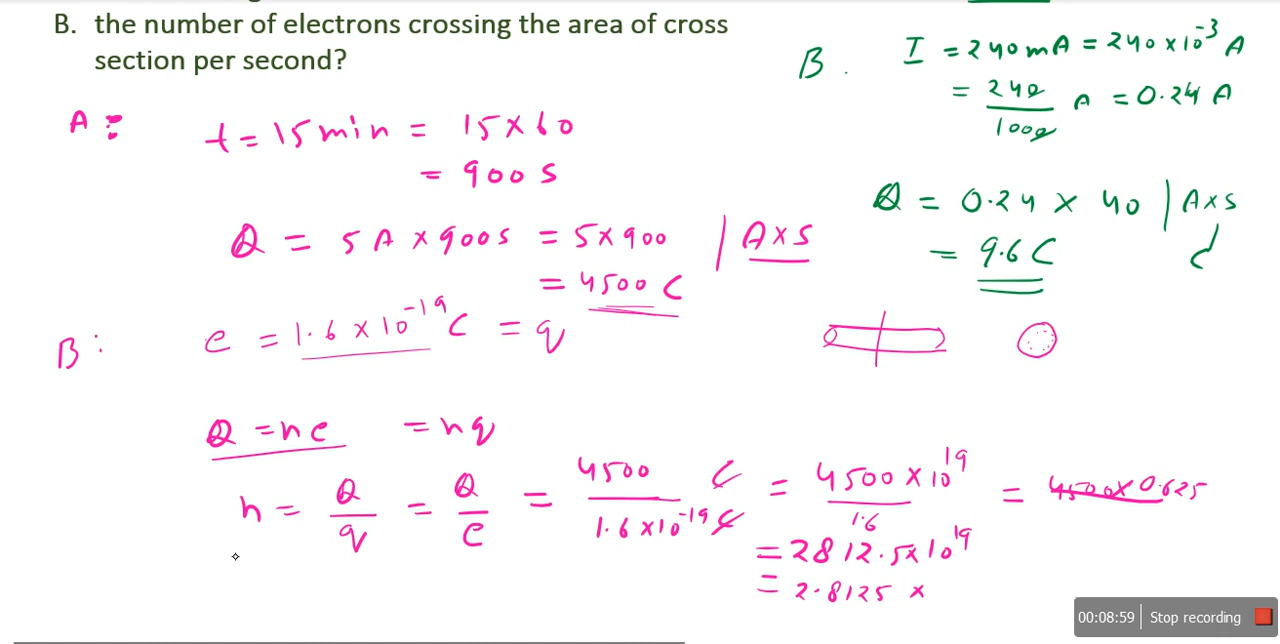 B. the number of electrons crossing the area of cross
section per second?
A:
t = 15 min = 15 x 60
= 900 s
Q = 5 A x 900 s = 5 x 900 | A x s
= 4500 C
B:
e = 1.6 x 10⁻¹⁹ C = q
Q = ne = nq
n = Q/q = Q/e = 4500 C / 1.6 x 10⁻¹⁹ C = 4500 x 10¹⁹ / 1.6 = 4500 x 0.625
= 2812.5 x 10¹⁹
= 2.8125 x
B. I = 240 mA = 240 x 10⁻³ A
= 240/1000 A = 0.24 A
Q = 0.24 x 40 | A x s
= 9.6 C
00:08:59 Stop recording